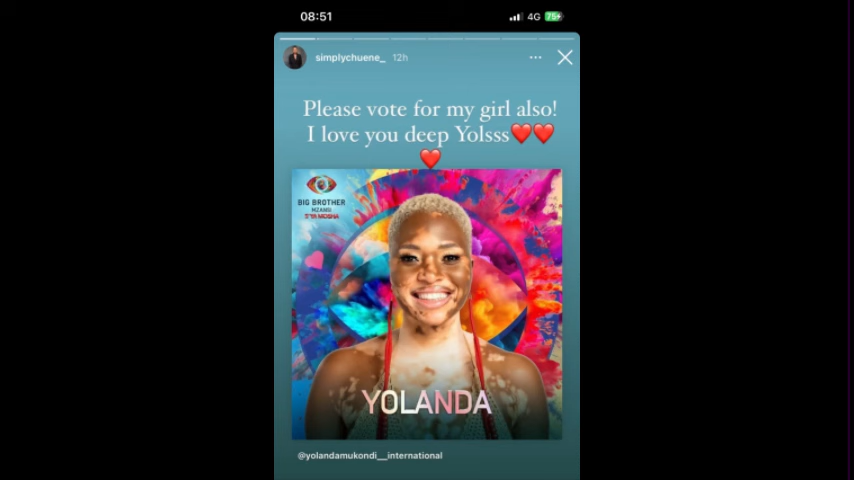 08:51
4G
75
simplychuene_ 12h
Please vote for my girl also!
I love you deep Yolsss❤️❤️
❤️
BIG BROTHER
MZANSI
S'YA MOSHA
YOLANDA
@yolandamukondi__international